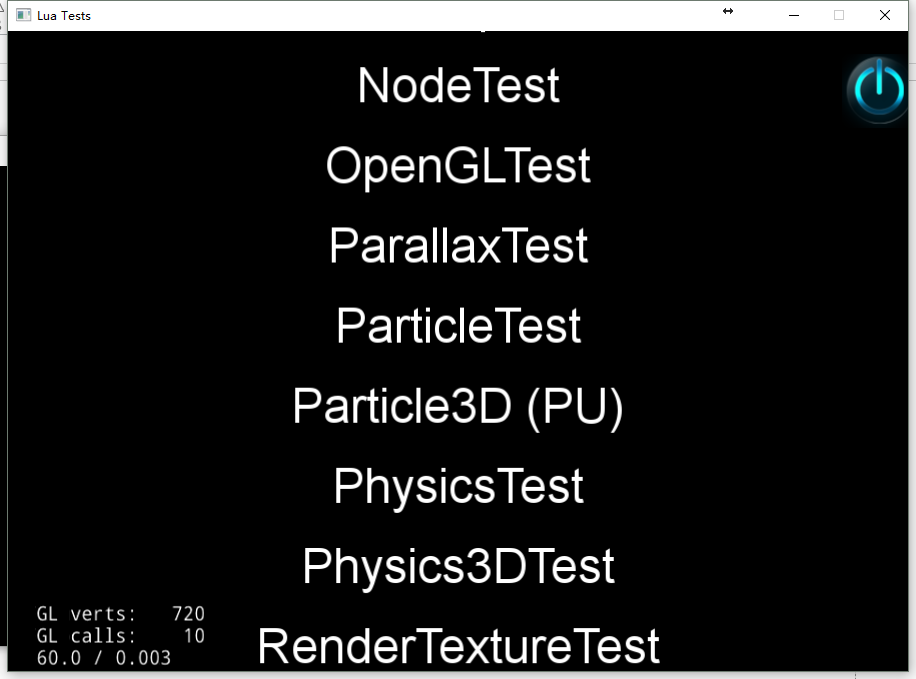 Lua Tests
NodeTest
OpenGLTest
ParallaxTest
ParticleTest
Particle3D (PU)
PhysicsTest
Physics3DTest
RenderTextureTest
GL verts: 720
GL calls: 10
60.0 / 0.003